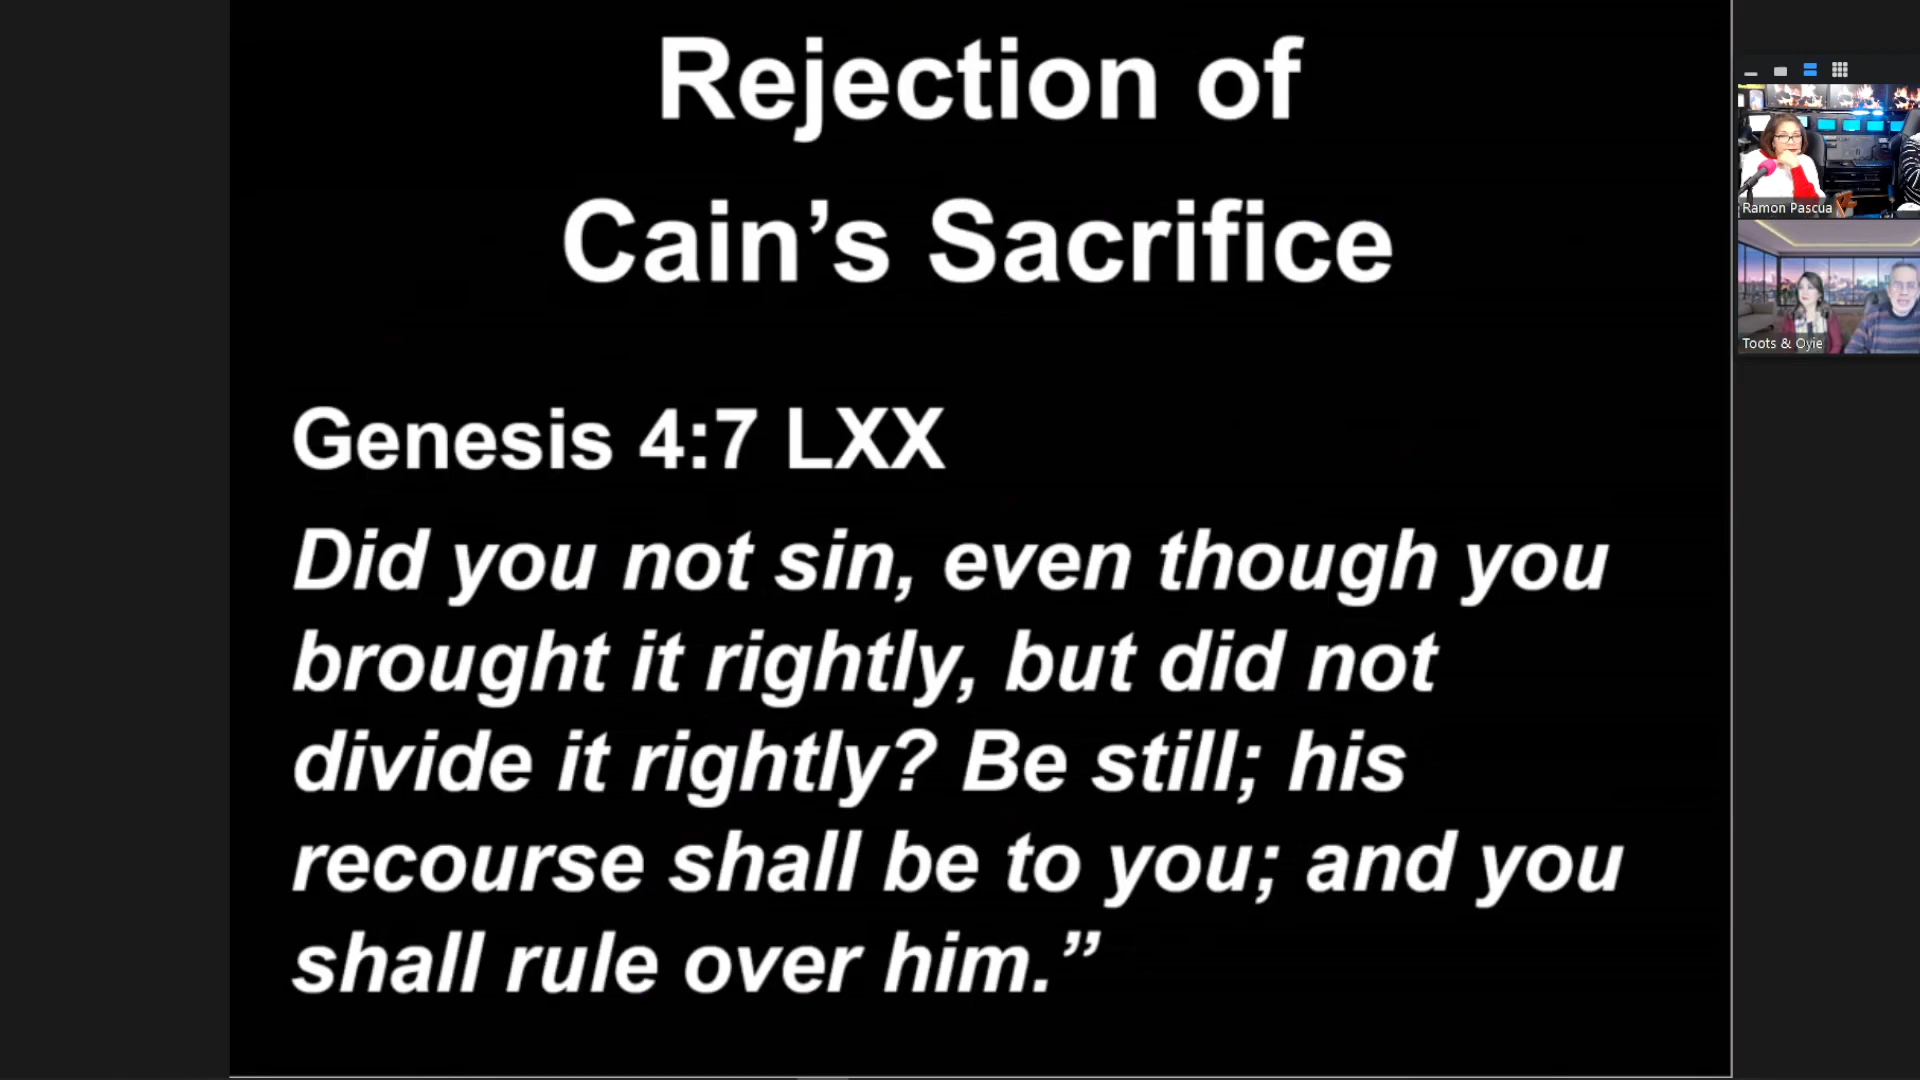 Rejection of
Cain’s Sacrifice
Genesis 4:7 LXX
Did you not sin, even though you
brought it rightly, but did not
divide it rightly? Be still; his
recourse shall be to you; and you
shall rule over him.”
Ramon Pascua
Toots & Oyie